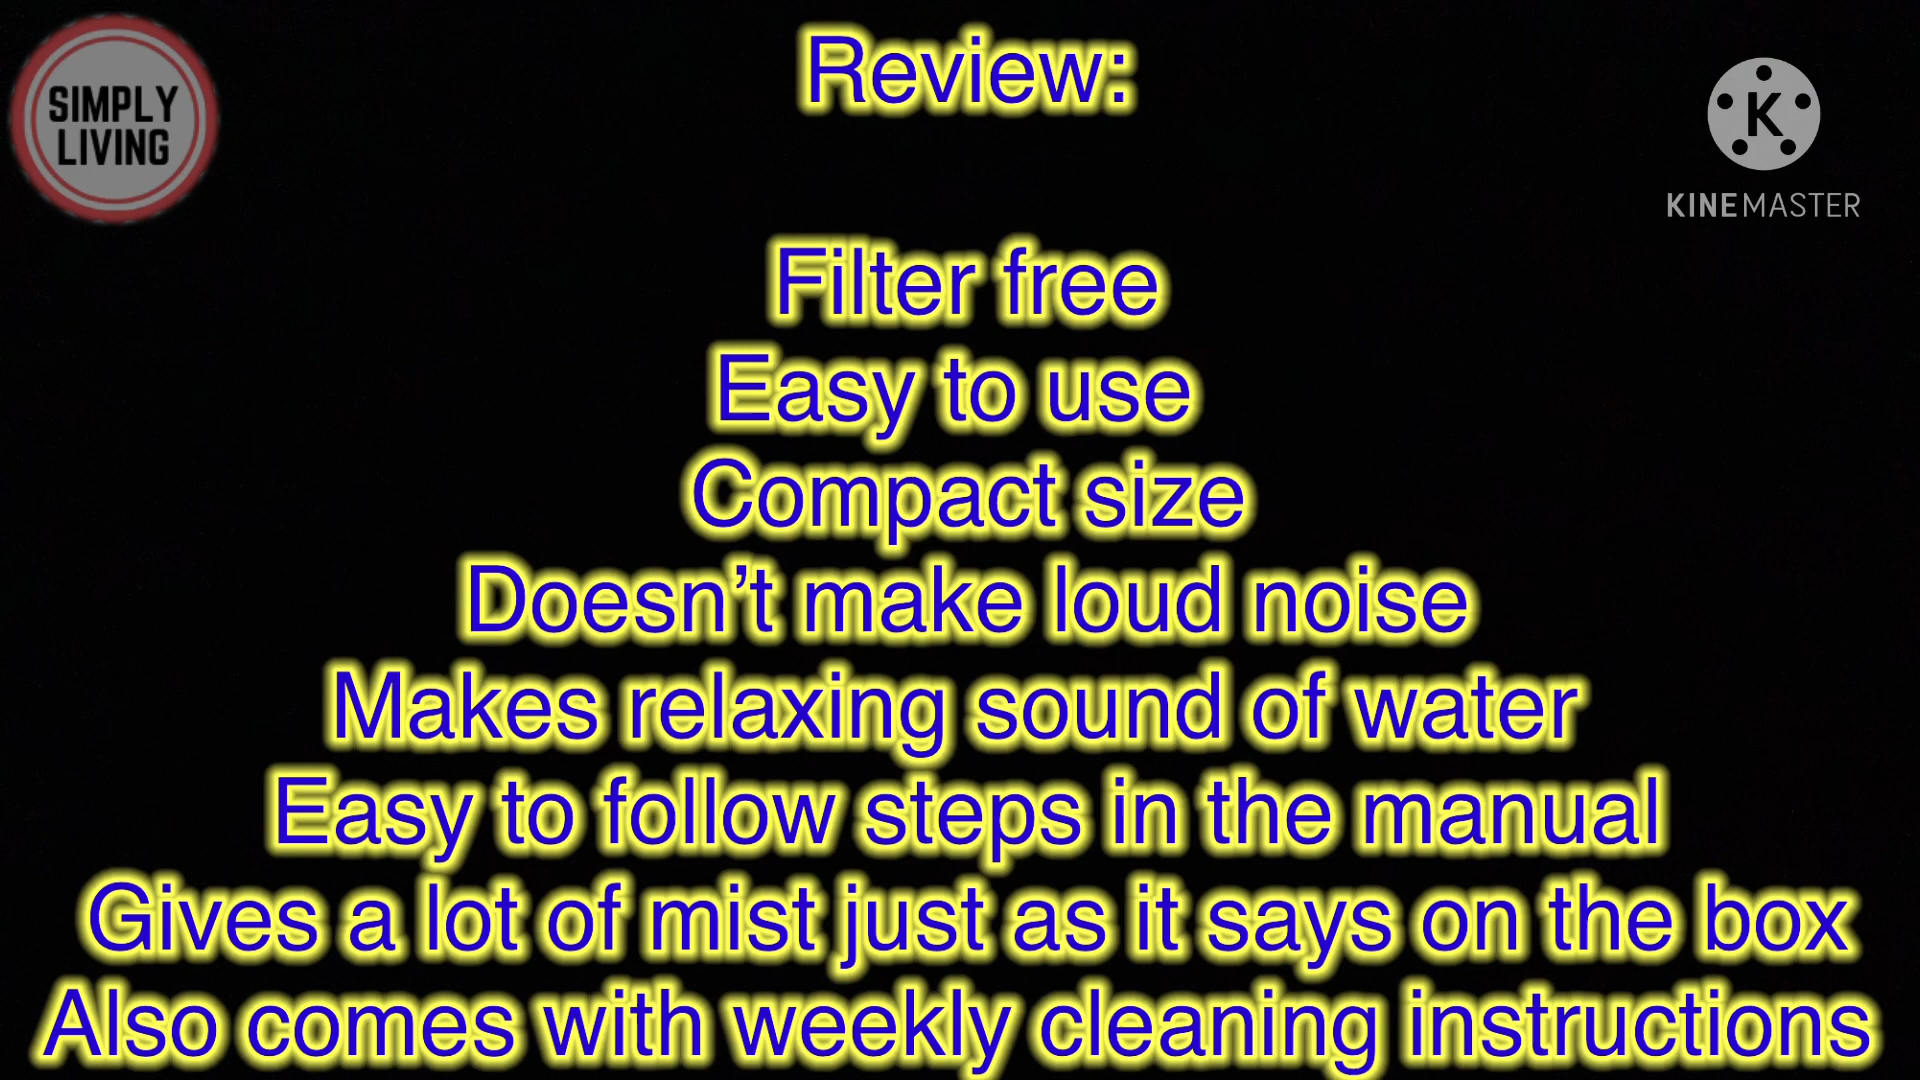 SIMPLY
LIVING
Review:
K
KINEMASTER
Filter free
Easy to use
Compact size
Doesn’t make loud noise
Makes relaxing sound of water
Easy to follow steps in the manual
Gives a lot of mist just as it says on the box
Also comes with weekly cleaning instructions